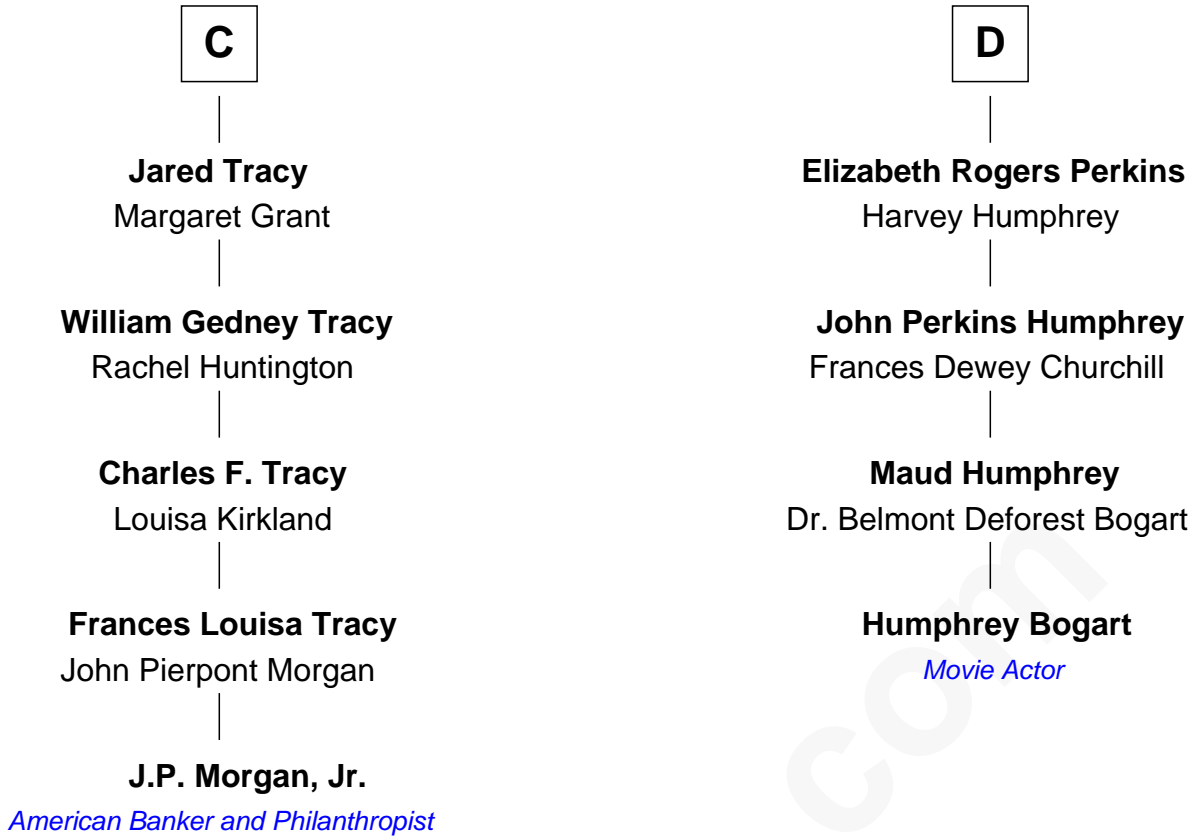 C
Jared Tracy
Margaret Grant
William Gedney Tracy
Rachel Huntington
Charles F. Tracy
Louisa Kirkland
Frances Louisa Tracy
John Pierpont Morgan
J.P. Morgan, Jr.
American Banker and Philanthropist
D
Elizabeth Rogers Perkins
Harvey Humphrey
John Perkins Humphrey
Frances Dewey Churchill
Maud Humphrey
Dr. Belmont Deforest Bogart
Humphrey Bogart
Movie Actor
com